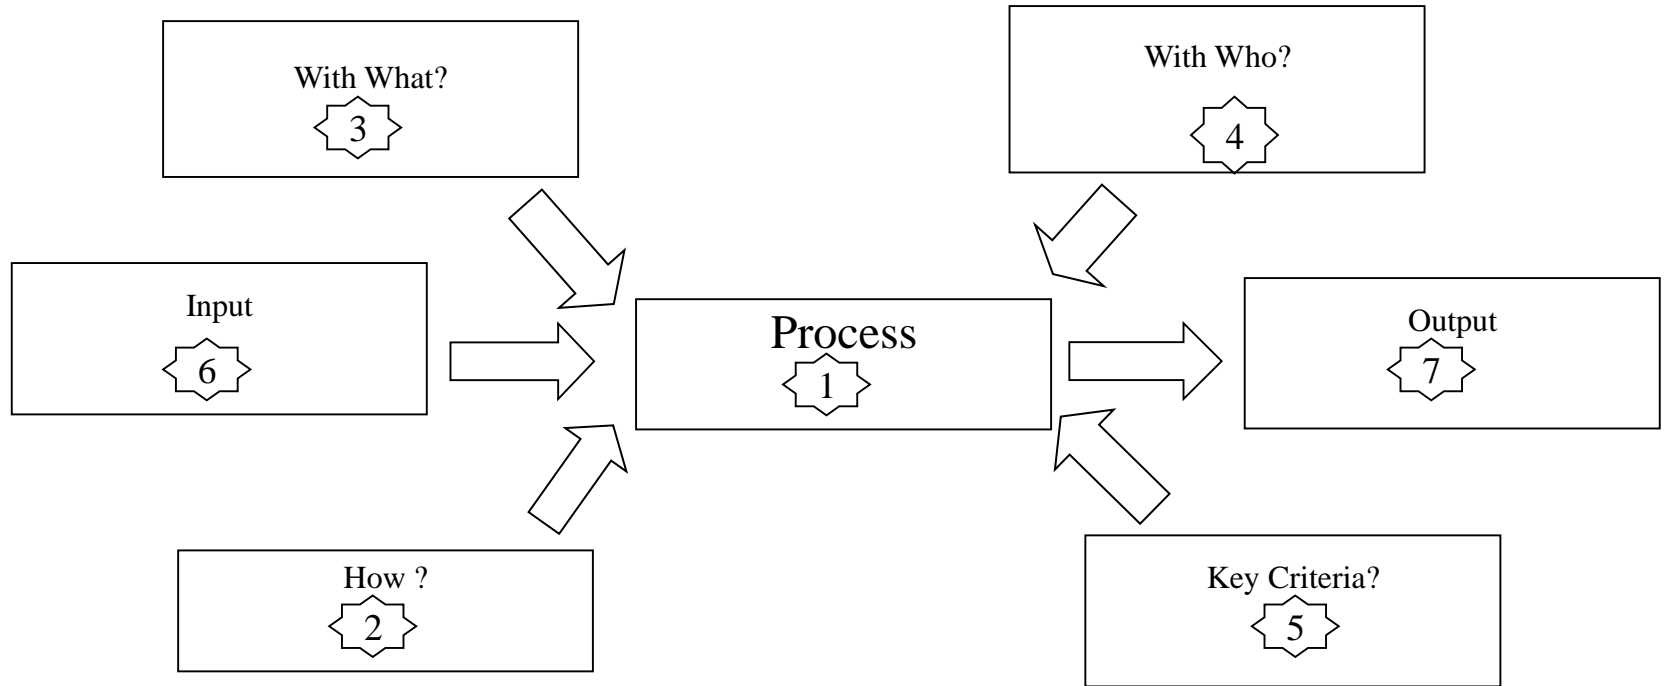 With What?
3
With Who?
4
Input
6
Process
1
Output
7
How ?
2
Key Criteria?
5